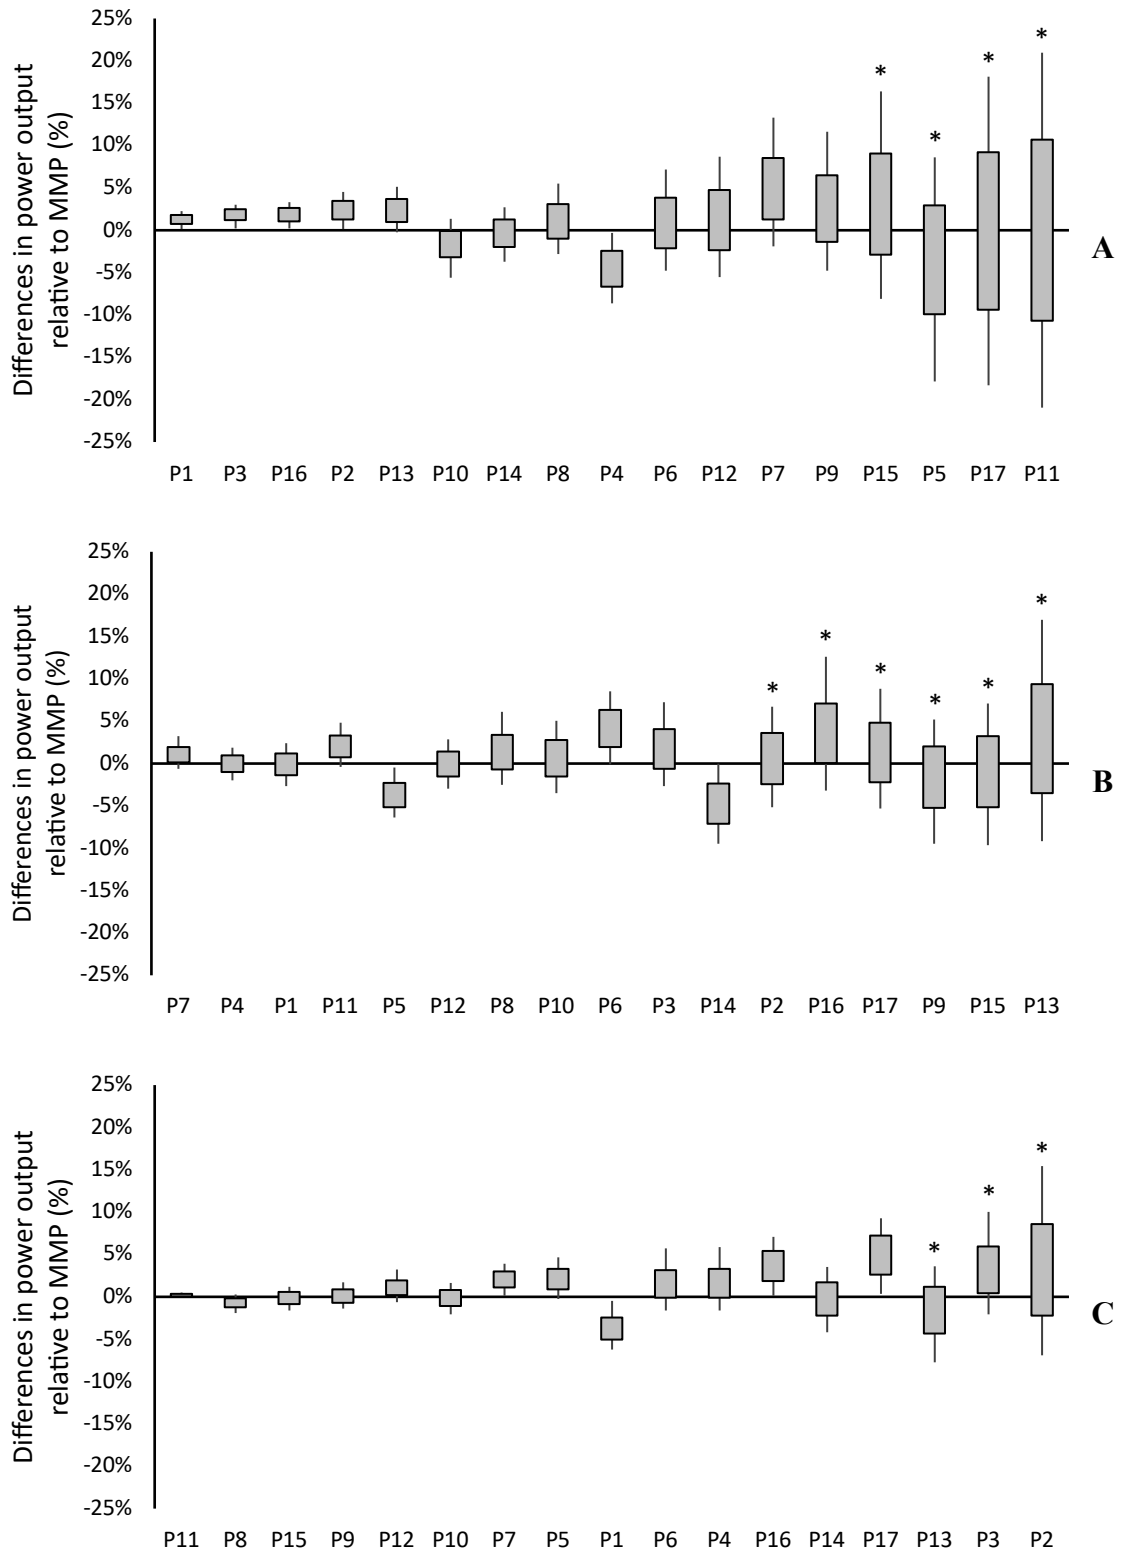 Differences in power output
relative to MMP (%)
25%
20%
15%
10%
5%
0%
-5%
-10%
-15%
-20%
-25%
* * * *
A
P1 P3 P16 P2 P13 P10 P14 P8 P4 P6 P12 P7 P9 P15 P5 P17 P11
Differences in power output
relative to MMP (%)
25%
20%
15%
10%
5%
0%
-5%
-10%
-15%
-20%
-25%
* * * * * *
B
P7 P4 P1 P11 P5 P12 P8 P10 P6 P3 P14 P2 P16 P17 P9 P15 P13
Differences in power output
relative to MMP (%)
25%
20%
15%
10%
5%
0%
-5%
-10%
-15%
-20%
-25%
* * *
C
P11 P8 P15 P9 P12 P10 P7 P5 P1 P6 P4 P16 P14 P17 P13 P3 P2